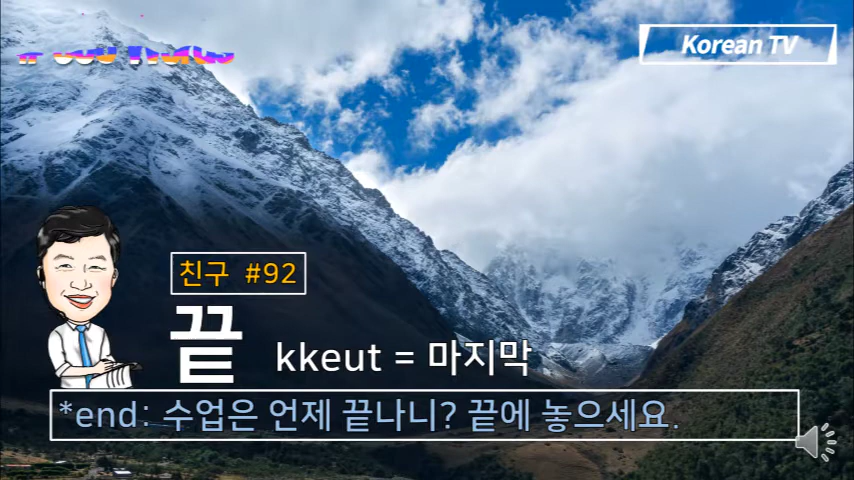 Korean TV
친구 #92
끝 kkeut = 마지막
*end: 수업은 언제 끝나니? 끝에 놓으세요.